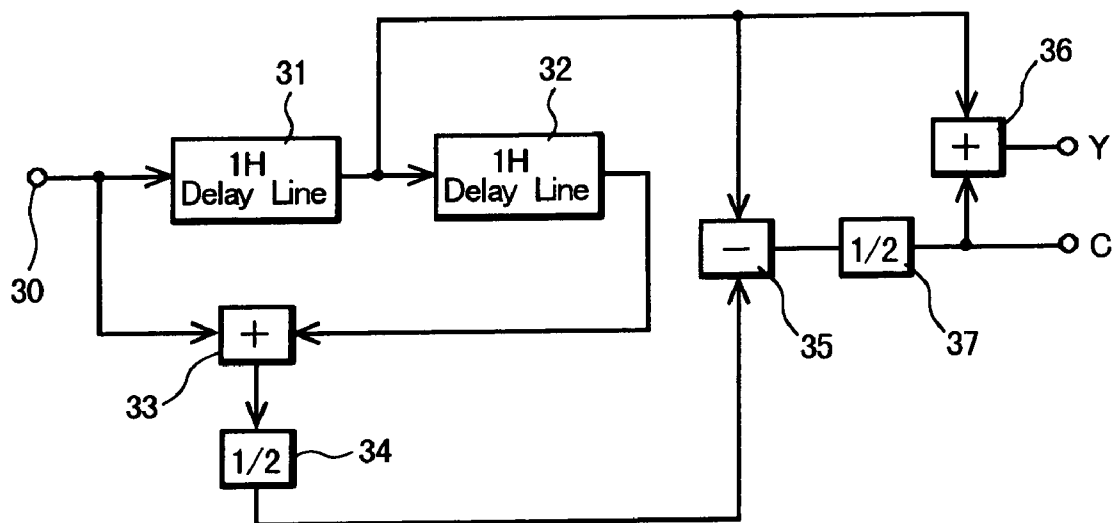 36
31
32
1H
Delay Line
1H
Delay Line
+
Y
30
−
1/2
C
+
35
37
33
1/2
34